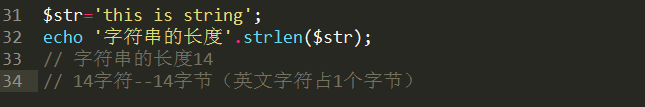 31 $str='this is string';
32 echo '字符串的长度'.strlen($str);
33 // 字符串的长度14
34 // 14字符--14字节（英文字符占1个字节）